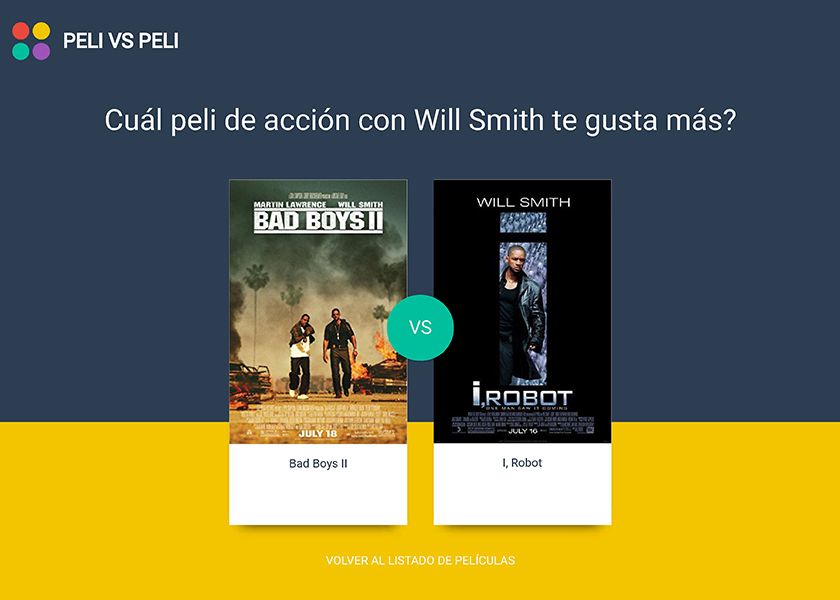 PELI VS PELI
Cuál peli de acción con Will Smith te gusta más?
MARTIN LAWRENCE WILL SMITH
BAD BOYS II
JULY 18
VS
WILL SMITH
I, ROBOT
ONE MAN SAW IT COMING
JULY 16
Bad Boys II
I, Robot
VOLVER AL LISTADO DE PELÍCULAS